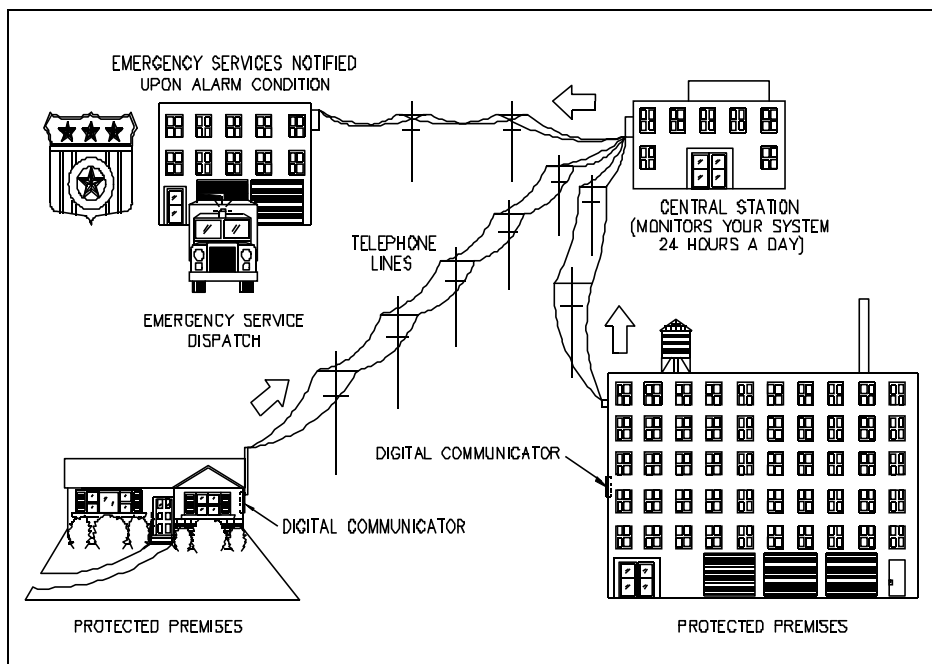 EMERGENCY SERVICES NOTIFIED
UPON ALARM CONDITION
CENTRAL STATION
(MONITORS YOUR SYSTEM
24 HOURS A DAY)
TELEPHONE
LINES
EMERGENCY SERVICE
DISPATCH
DIGITAL COMMUNICATOR
DIGITAL COMMUNICATOR
PROTECTED PREMISES
PROTECTED PREMISES